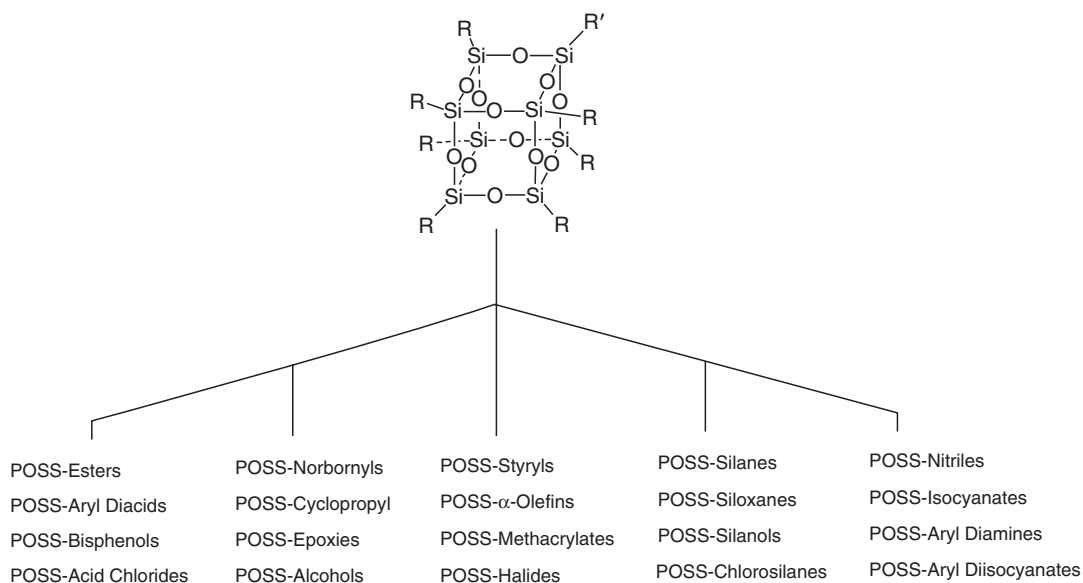 R R′
Si—O—Si
O O
O O
R Si—O—Si R
R Si—O—Si R
O O
O O
Si—O—Si
R R
POSS-Esters
POSS-Aryl Diacids
POSS-Bisphenols
POSS-Acid Chlorides
POSS-Norbornyls
POSS-Cyclopropyl
POSS-Epoxies
POSS-Alcohols
POSS-Styryls
POSS-α-Olefins
POSS-Methacrylates
POSS-Halides
POSS-Silanes
POSS-Siloxanes
POSS-Silanols
POSS-Chlorosilanes
POSS-Nitriles
POSS-Isocyanates
POSS-Aryl Diamines
POSS-Aryl Diisocyanates